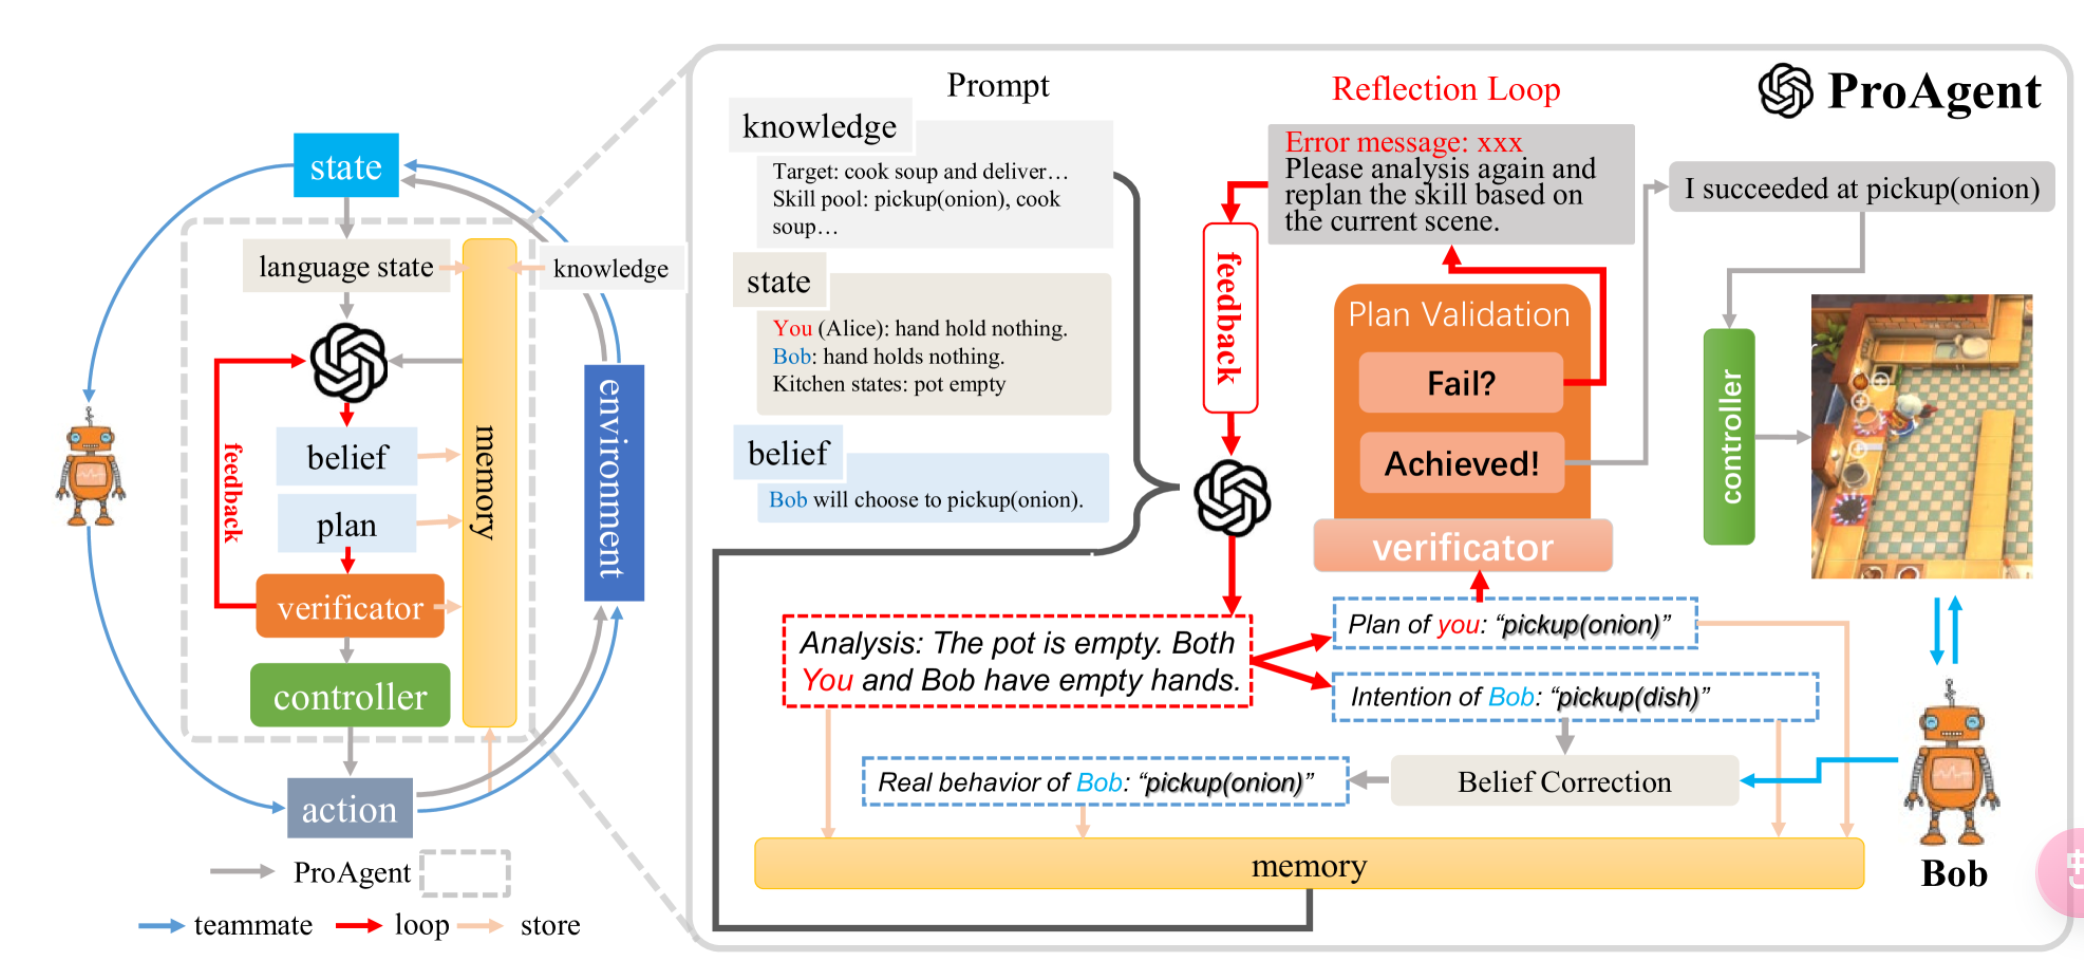 state
language state
knowledge
belief
plan
feedback
memory
environment
verificator
controller
action
ProAgent
teammate
loop
store
Prompt
knowledge
Target: cook soup and deliver…
Skill pool: pickup(onion), cook
soup…
state
You (Alice): hand hold nothing.
Bob: hand holds nothing.
Kitchen states: pot empty
belief
Bob will choose to pickup(onion).
Reflection Loop
Error message: xxx
Please analysis again and
replan the skill based on
the current scene.
feedback
Plan Validation
Fail?
Achieved!
verificator
ProAgent
I succeeded at pickup(onion)
controller
Analysis: The pot is empty. Both
You and Bob have empty hands.
Plan of you: “pickup(onion)”
Intention of Bob: “pickup(dish)”
Belief Correction
Real behavior of Bob: “pickup(onion)”
memory
Bob